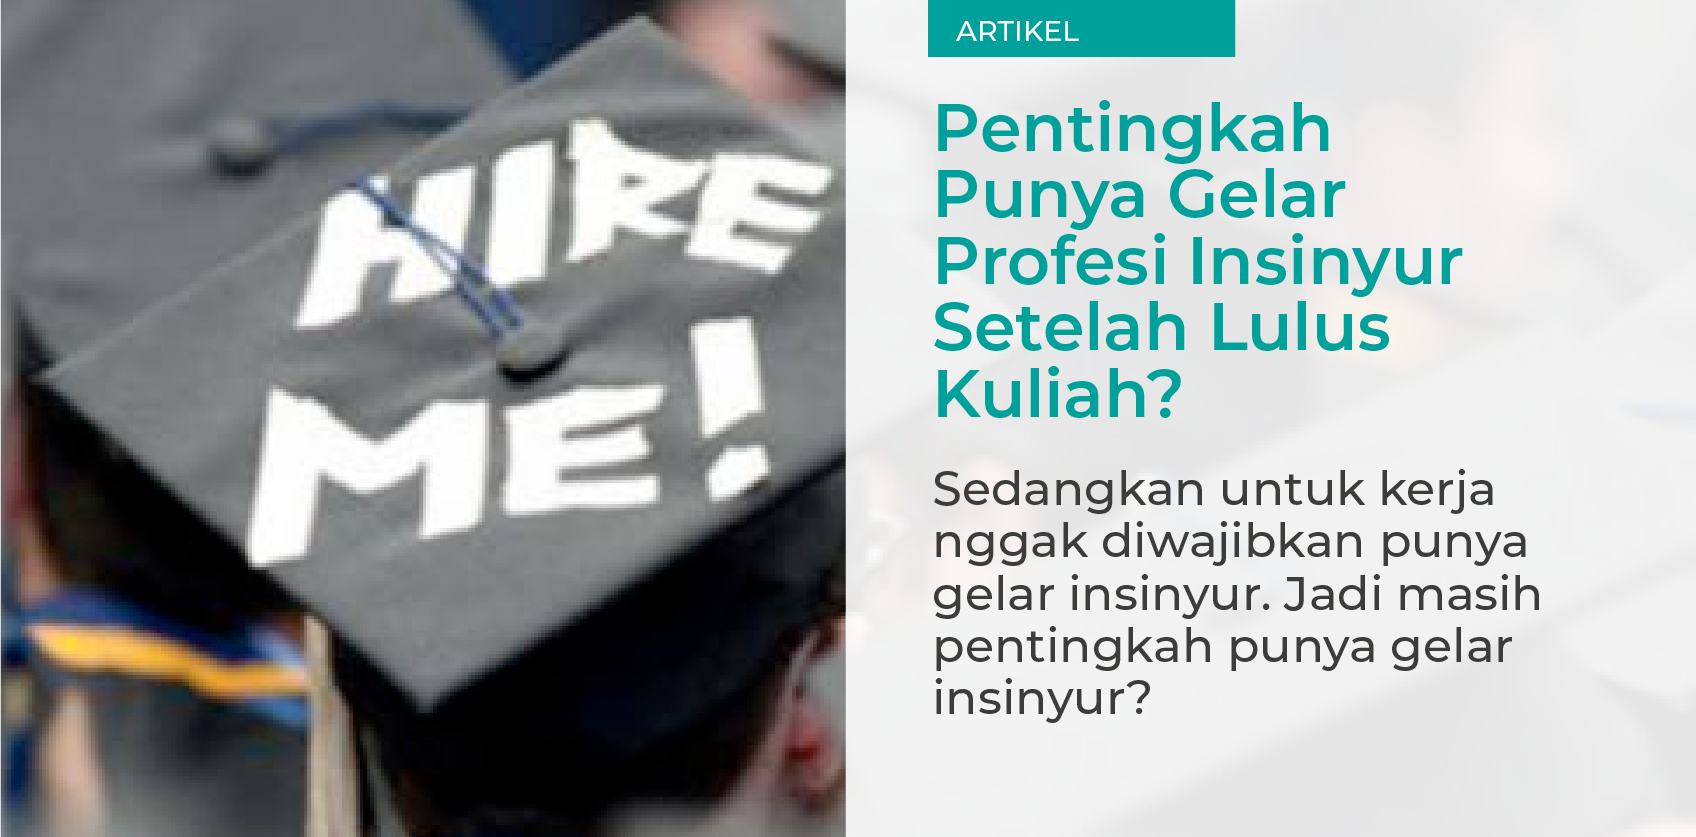 HIRE
ME!
ARTIKEL
Pentingkah
Punya Gelar
Profesi Insinyur
Setelah Lulus
Kuliah?
Sedangkan untuk kerja
nggak diwajibkan punya
gelar insinyur. Jadi masih
pentingkah punya gelar
insinyur?